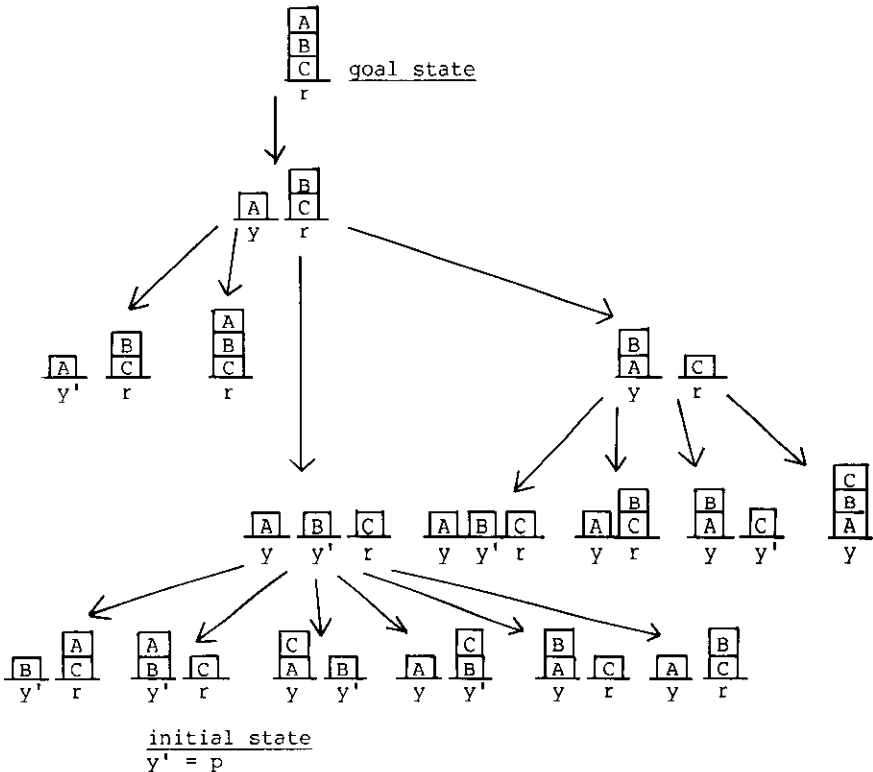 A
B
C goal state
r
A B
C
y r
A B A B
C B A C
C
y' r r y r
A B C A B C A B C B A C C B A
y y' r y y' r y r y y' y
B A C A B C C A B A C B B A C A B C
y' r y' r y y' y y' y r y r
initial state
y' = p